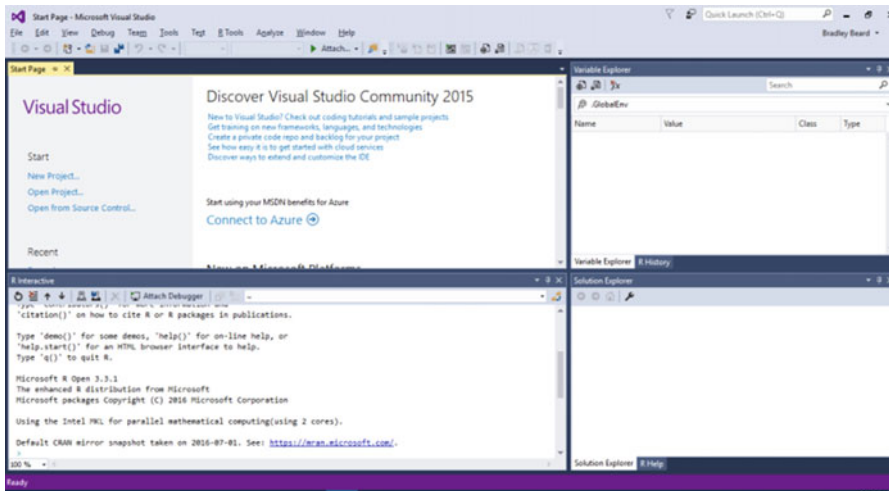 Start Page - Microsoft Visual Studio
Quick Launch (Ctrl+Q)
File Edit View Debug Team Tools Test R Tools Analyze Window Help
Bradley Beard
Attach...
Start Page
Visual Studio
Start
New Project...
Open Project...
Open from Source Control...
Recent
Discover Visual Studio Community 2015
New to Visual Studio? Check out coding tutorials and sample projects
Get training on new frameworks, languages, and technologies
Create a private code repo and backlog for your project
See how easy it is to get started with cloud services
Discover ways to extend and customize the IDE
Start using your MSDN benefits for Azure
Connect to Azure
New on Microsoft Platforms
Variable Explorer
Search
.GlobalEnv
Name Value Class Type
Variable Explorer R History
R Interactive
Attach Debugger
'citation()' on how to cite R or R packages in publications.
Type 'demo()' for some demos, 'help()' for on-line help, or
'help.start()' for an HTML browser interface to help.
Type 'q()' to quit R.
Microsoft R Open 3.3.1
The enhanced R distribution from Microsoft
Microsoft packages Copyright (C) 2016 Microsoft Corporation
Using the Intel MKL for parallel mathematical computing(using 2 cores).
Default CRAN mirror snapshot taken on 2016-07-01. See: https://mran.microsoft.com/.
>
100 %
Solution Explorer
Solution Explorer R Help
Ready